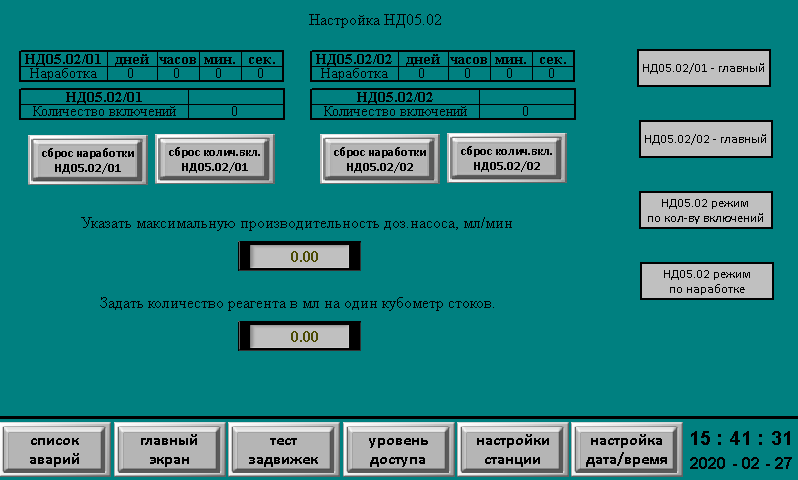 Настройка НД05.02
НД05.02/01 дней часов мин. сек.
Наработка 0 0 0 0
НД05.02/02 дней часов мин. сек.
Наработка 0 0 0 0
НД05.02/01
Количество включений 0
НД05.02/02
Количество включений 0
сброс наработки
НД05.02/01
сброс колич.вкл.
НД05.02/01
сброс наработки
НД05.02/02
сброс колич.вкл.
НД05.02/02
НД05.02/01 - главный
НД05.02/02 - главный
НД05.02 режим
по кол-ву включений
НД05.02 режим
по наработке
Указать максимальную производительность доз.насоса, мл/мин
0.00
Задать количество реагента в мл на один кубометр стоков.
0.00
список
аварий
главный
экран
тест
задвижек
уровень
доступа
настройки
станции
настройка
дата/время
15 : 41 : 31
2020 - 02 - 27